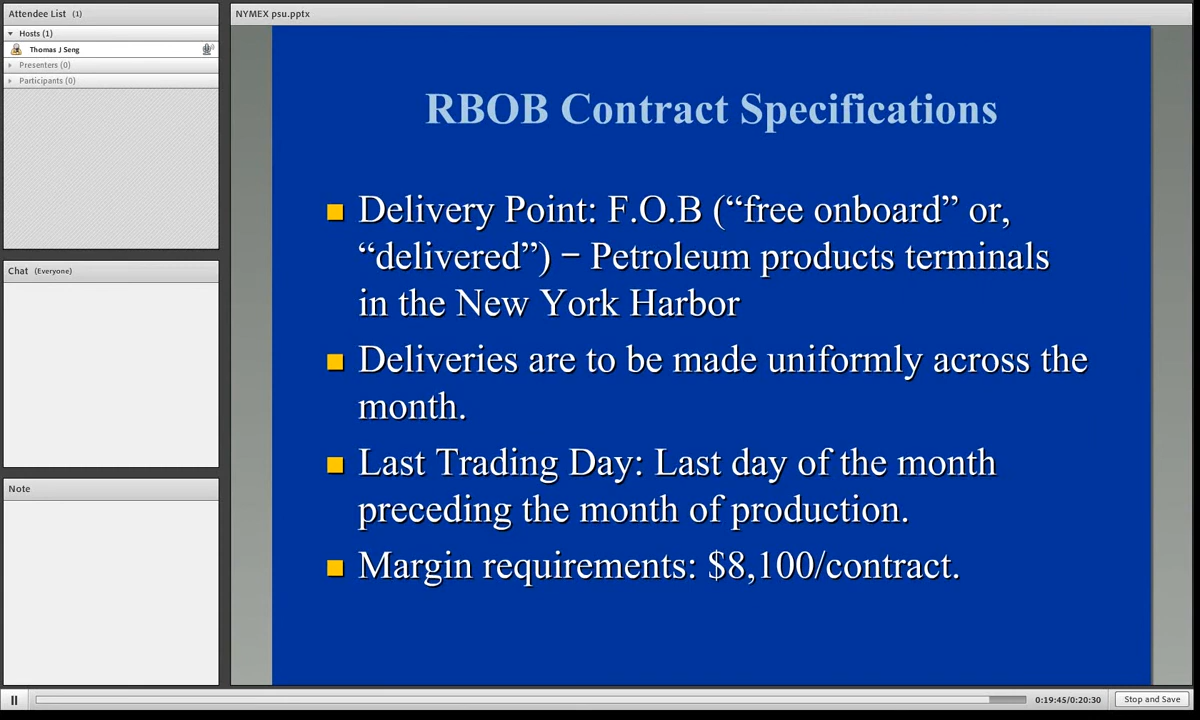 Attendee List (1)
Hosts (1)
Thomas J Seng
Presenters (0)
Participants (0)
Chat (Everyone)
Note
NYMEX psu.pptx
RBOB Contract Specifications
Delivery Point: F.O.B (“free onboard” or,
“delivered”) – Petroleum products terminals
in the New York Harbor
Deliveries are to be made uniformly across the
month.
Last Trading Day: Last day of the month
preceding the month of production.
Margin requirements: $8,100/contract.
0:19:45/0:20:30
Stop and Save